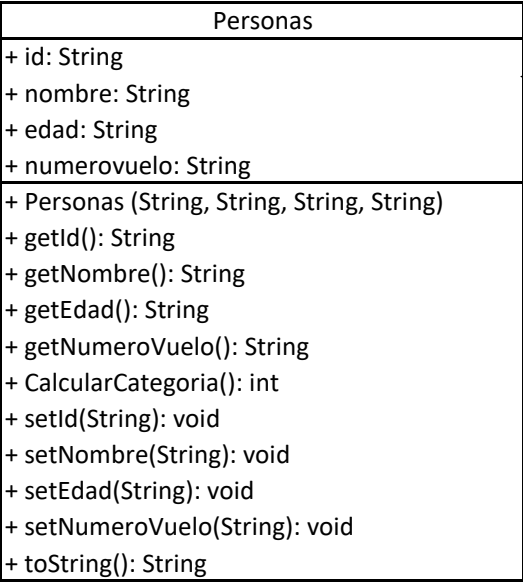 Personas
+ id: String
+ nombre: String
+ edad: String
+ numerovuelo: String
+ Personas (String, String, String, String)
+ getId(): String
+ getNombre(): String
+ getEdad(): String
+ getNumeroVuelo(): String
+ CalcularCategoria(): int
+ setId(String): void
+ setNombre(String): void
+ setEdad(String): void
+ setNumeroVuelo(String): void
+ toString(): String